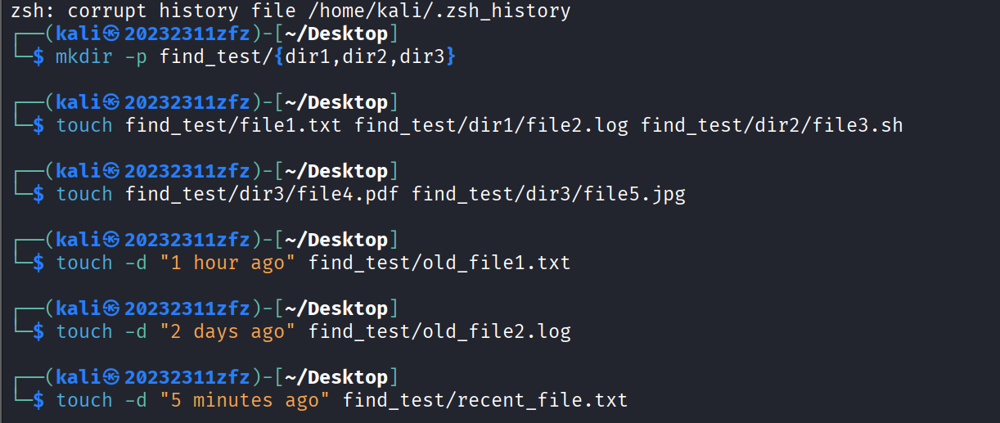 zsh: corrupt history file /home/kali/.zsh_history
┌──(kali㉿20232311zfz)-[~/Desktop]
└─$ mkdir -p find_test/{dir1,dir2,dir3}
┌──(kali㉿20232311zfz)-[~/Desktop]
└─$ touch find_test/file1.txt find_test/dir1/file2.log find_test/dir2/file3.sh
┌──(kali㉿20232311zfz)-[~/Desktop]
└─$ touch find_test/dir3/file4.pdf find_test/dir3/file5.jpg
┌──(kali㉿20232311zfz)-[~/Desktop]
└─$ touch -d "1 hour ago" find_test/old_file1.txt
┌──(kali㉿20232311zfz)-[~/Desktop]
└─$ touch -d "2 days ago" find_test/old_file2.log
┌──(kali㉿20232311zfz)-[~/Desktop]
└─$ touch -d "5 minutes ago" find_test/recent_file.txt